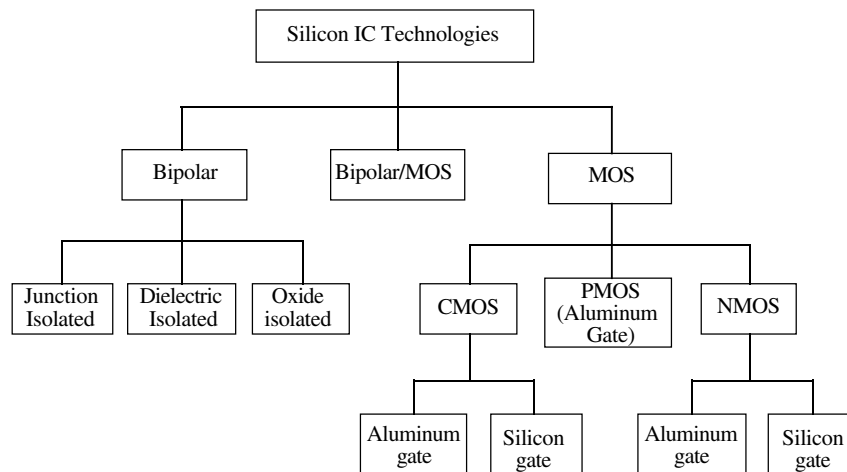 Silicon IC Technologies
Bipolar
Bipolar/MOS
MOS
Junction
Isolated
Dielectric
Isolated
Oxide
isolated
CMOS
PMOS
(Aluminum
Gate)
NMOS
Aluminum
gate
Silicon
gate
Aluminum
gate
Silicon
gate